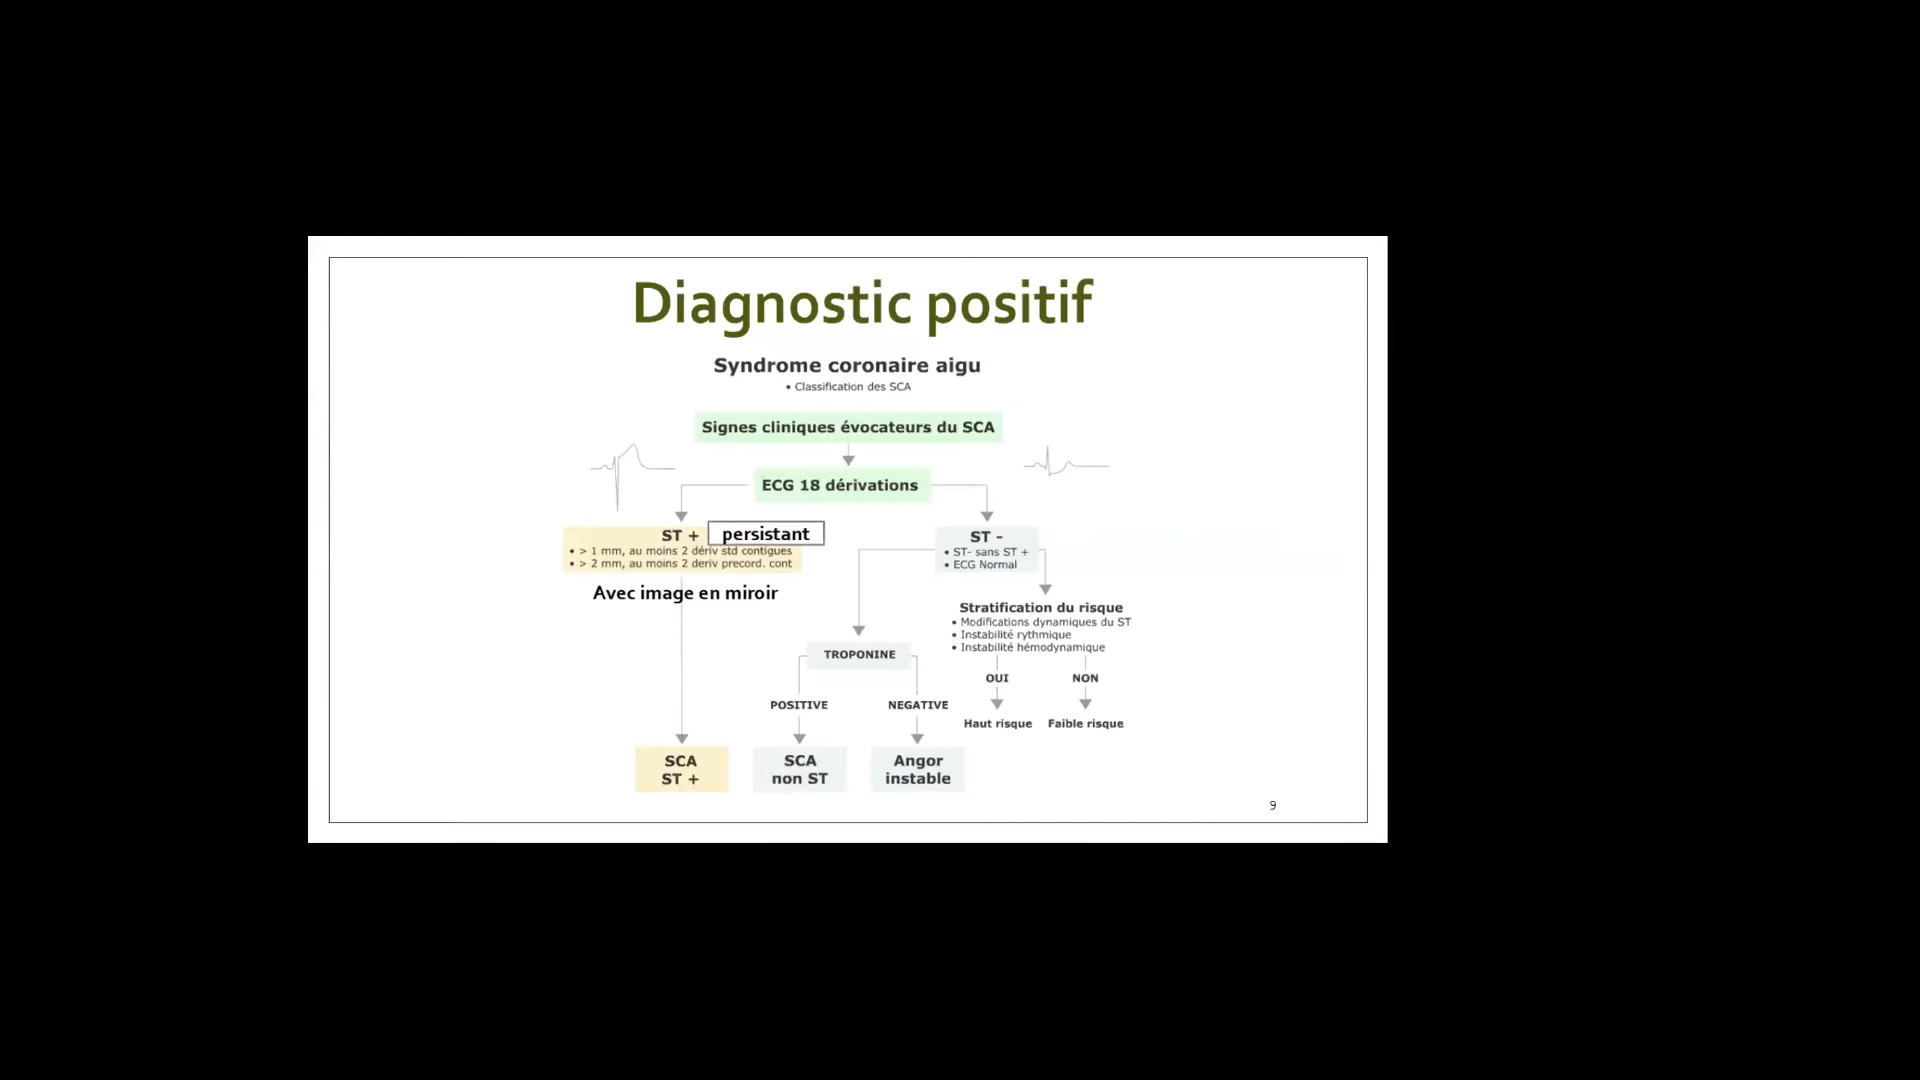 Diagnostic positif
Syndrome coronaire aigu
• Classification des SCA
Signes cliniques évocateurs du SCA
ECG 18 dérivations
ST + persistant
• > 1 mm, au moins 2 dériv std contigues
• > 2 mm, au moins 2 deriv precord. cont
Avec image en miroir
ST -
• ST- sans ST +
• ECG Normal
Stratification du risque
• Modifications dynamiques du ST
• Instabilité rythmique
• Instabilité hémodynamique
OUI
NON
Haut risque
Faible risque
TROPONINE
POSITIVE
NEGATIVE
SCA
ST +
SCA
non ST
Angor
instable
9